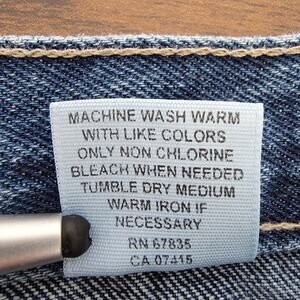 MACHINE WASH WARM
WITH LIKE COLORS
ONLY NON CHLORINE
BLEACH WHEN NEEDED
TUMBLE DRY MEDIUM
WARM IRON IF
NECESSARY
RN 67835
CA 07415